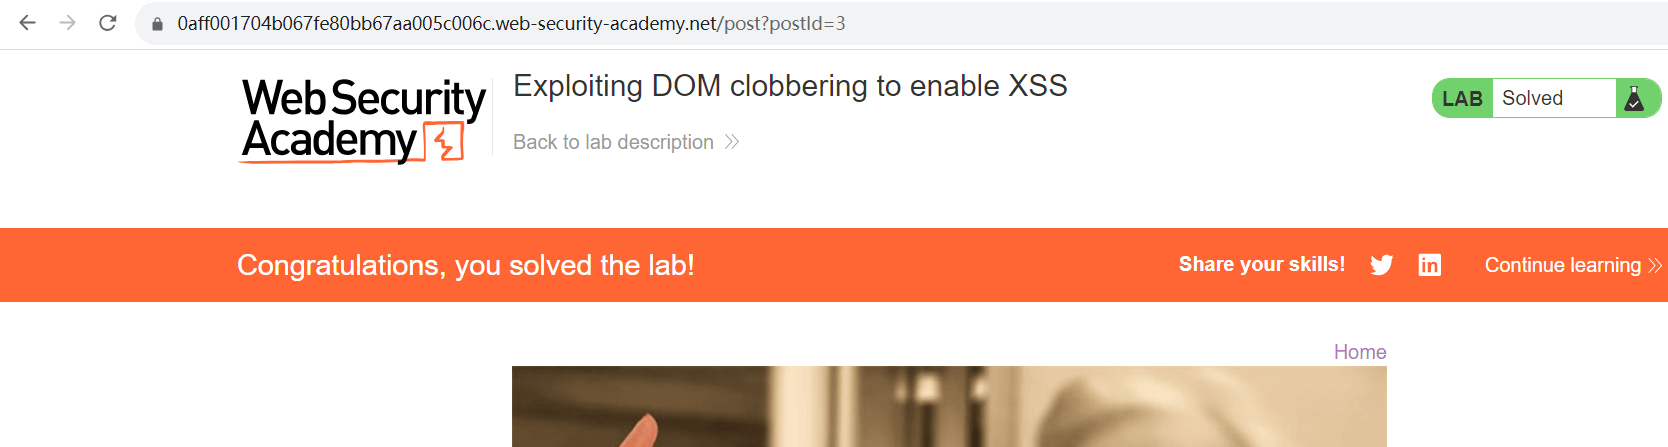 0aff001704b067fe80bb67aa005c006c.web-security-academy.net/post?postId=3
Web Security
Academy
Exploiting DOM clobbering to enable XSS
Back to lab description
LAB Solved
Congratulations, you solved the lab!
Share your skills!
Continue learning
Home